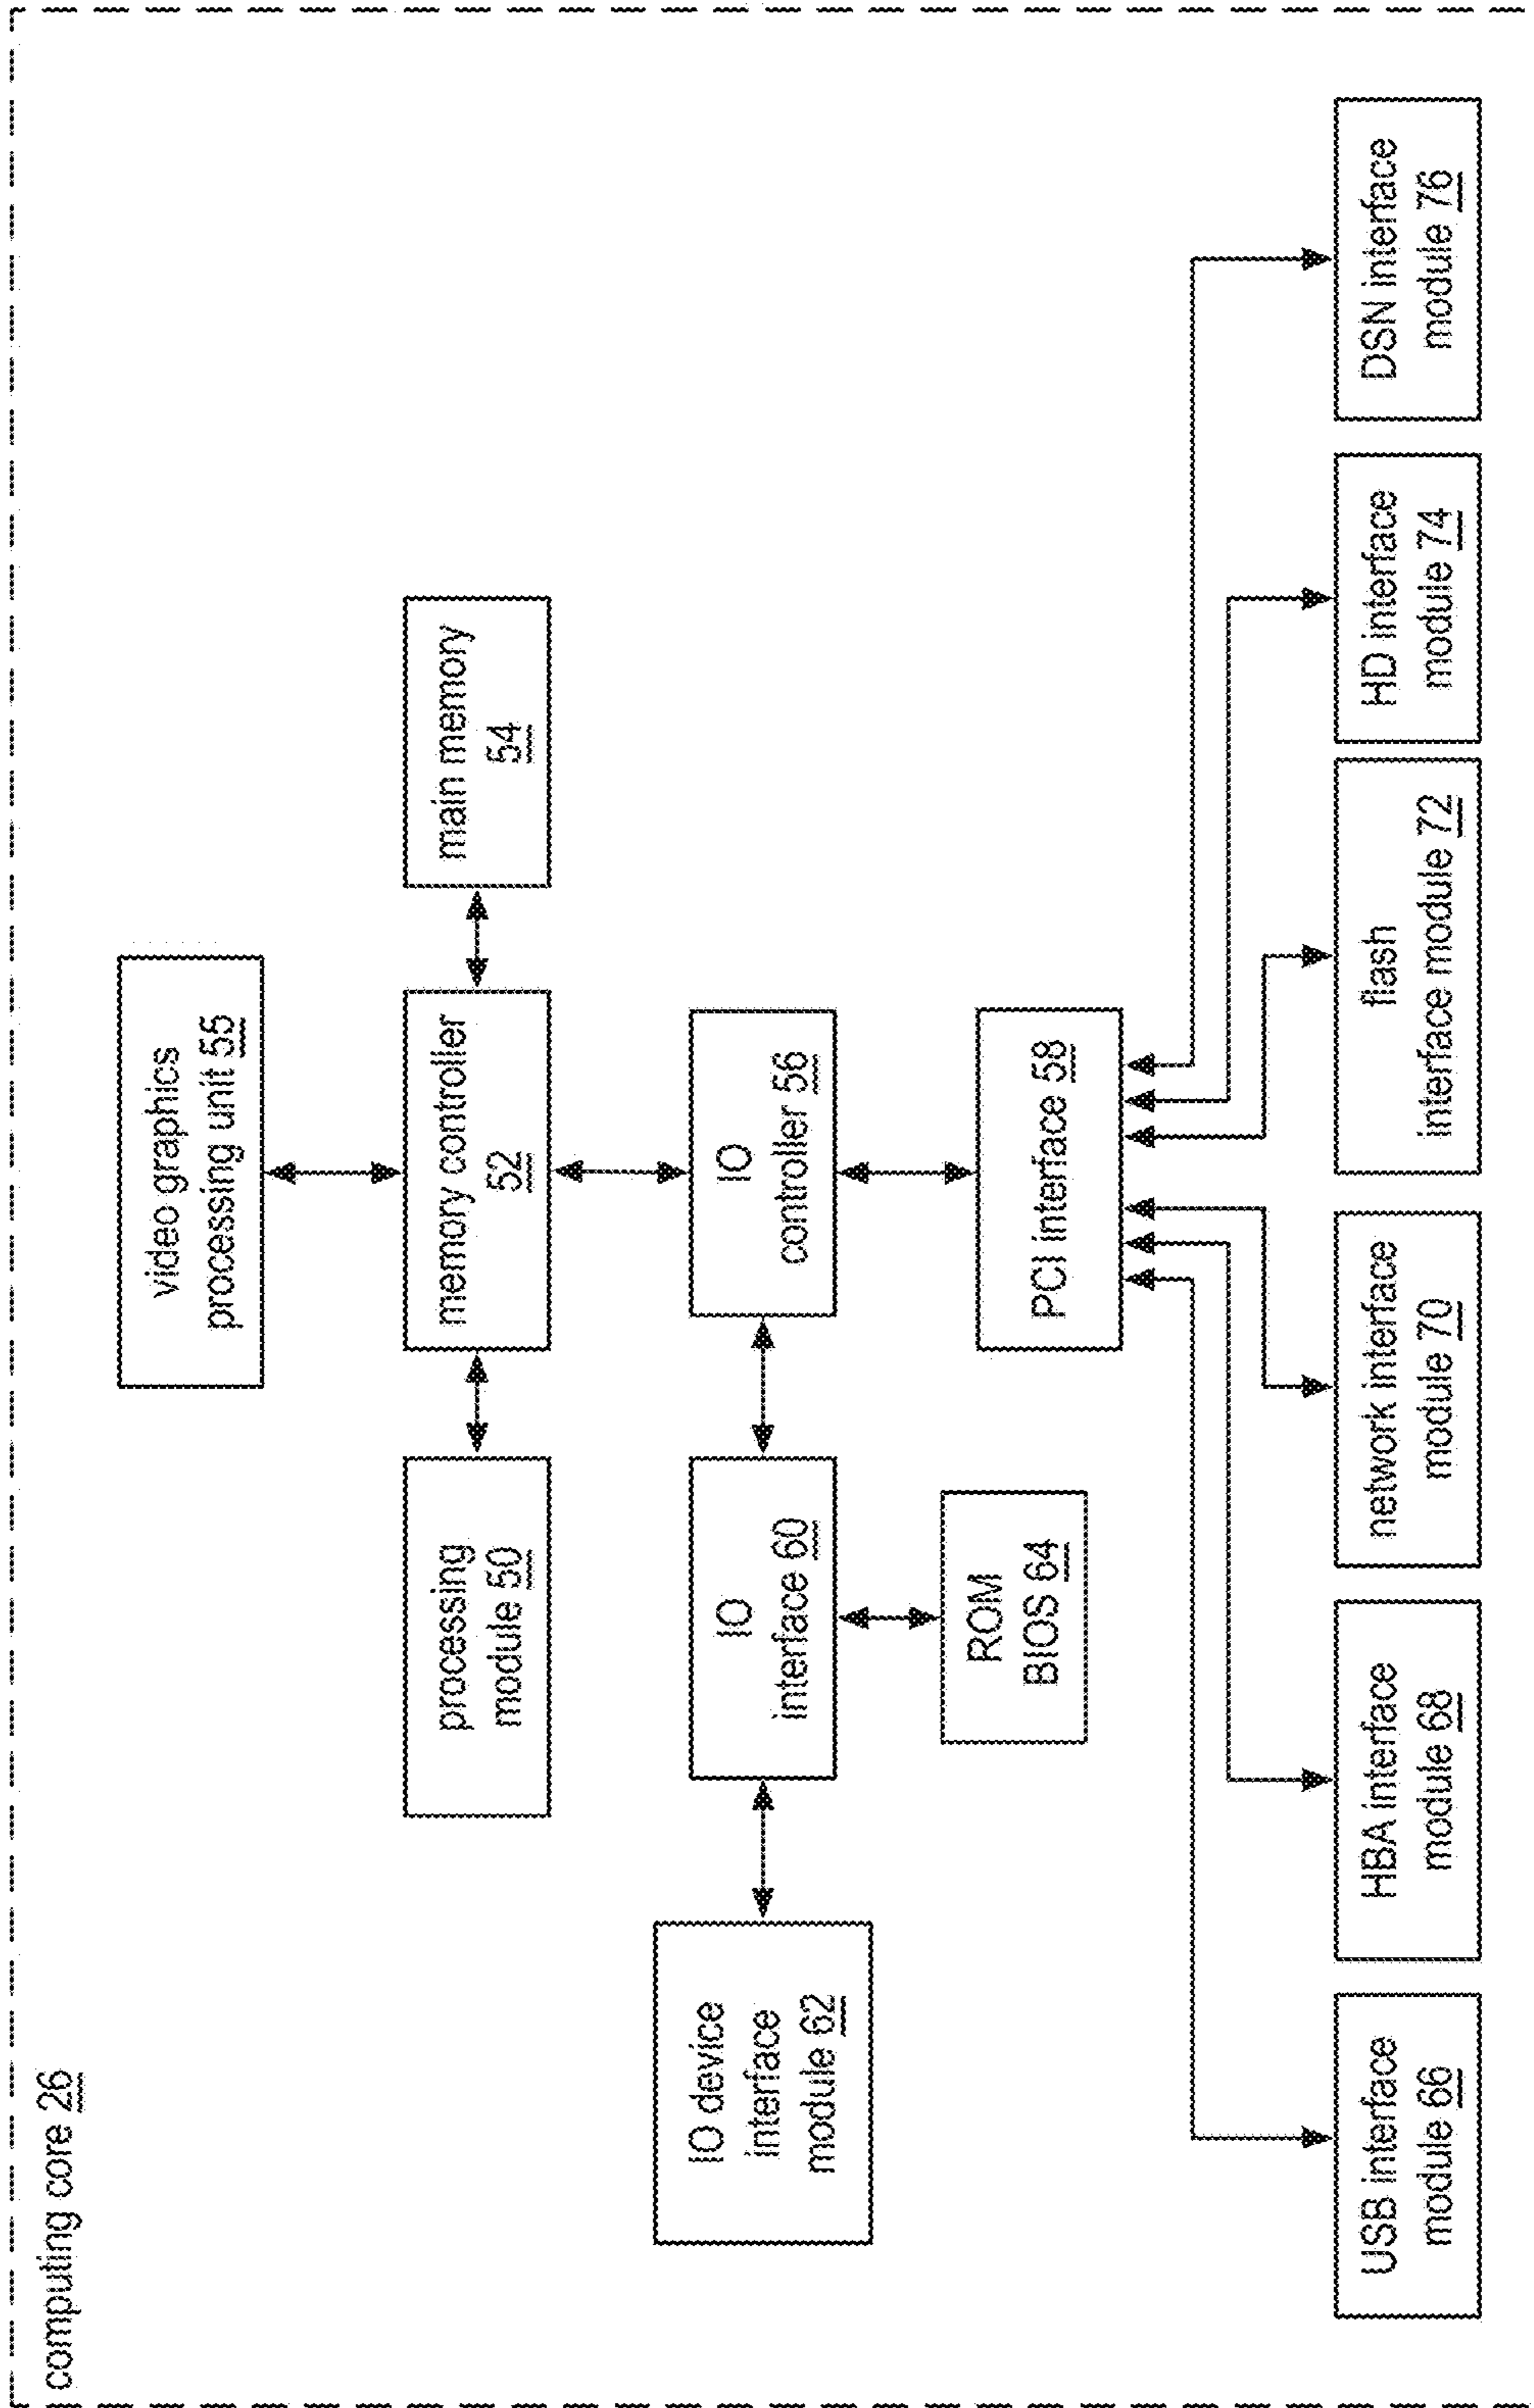 computing core 26
video graphics
processing unit 55
processing
module 50
memory controller
52
main memory
54
IO device
interface
module 62
IO
interface 60
IO
controller 56
ROM
BIOS 64
PCI interface 58
USB interface
module 66
HBA interface
module 68
network interface
module 70
flash
interface module 72
HD interface
module 74
DSN interface
module 76